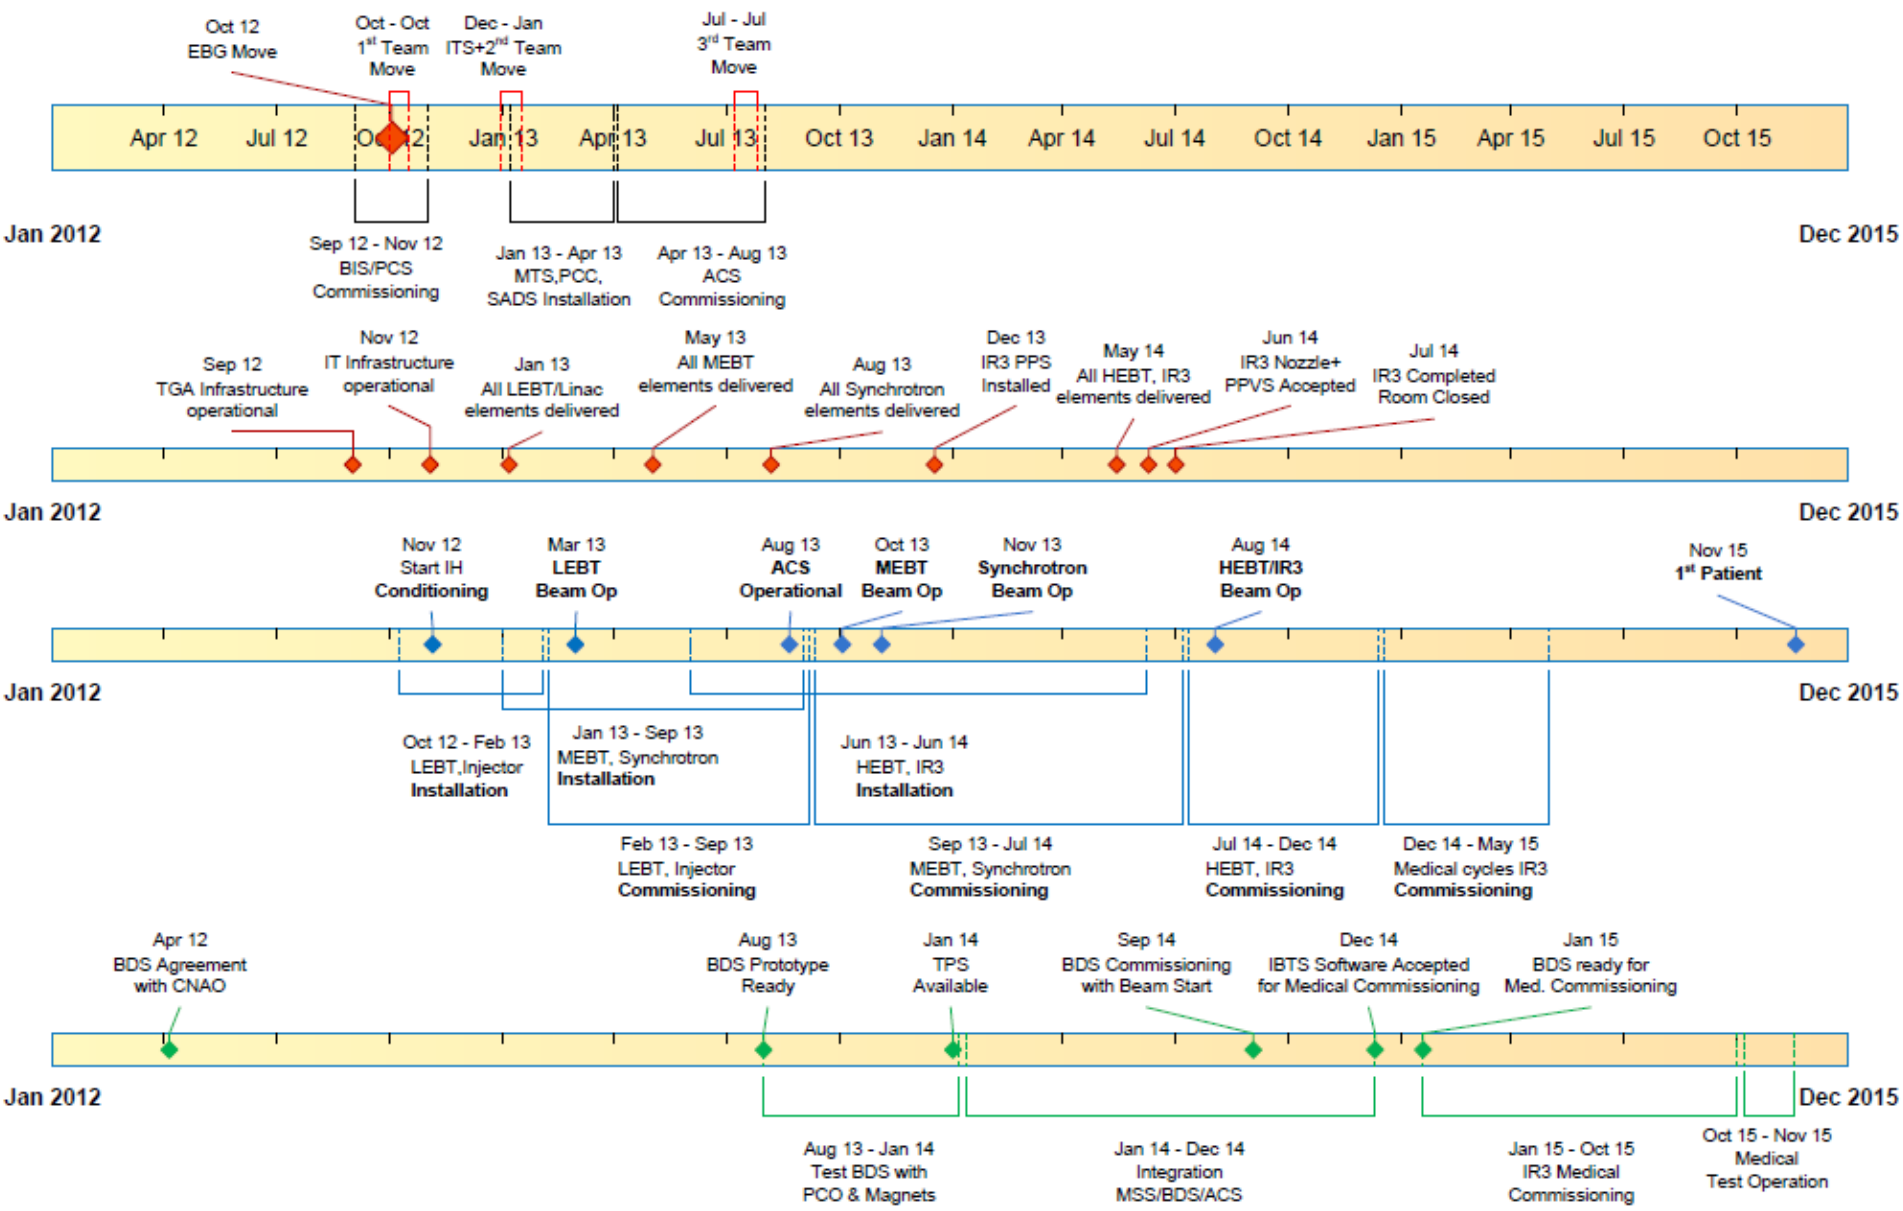 Oct 12
EBG Move
Oct - Oct
1st Team
Move
Dec - Jan
ITS+2nd Team
Move
Jul - Jul
3rd Team
Move
Apr 12
Jul 12
Oct 12
Jan 13
Apr 13
Jul 13
Oct 13
Jan 14
Apr 14
Jul 14
Oct 14
Jan 15
Apr 15
Jul 15
Oct 15
Jan 2012
Dec 2015
Sep 12 - Nov 12
BIS/PCS
Commissioning
Jan 13 - Apr 13
MTS,PCC,
SADS Installation
Apr 13 - Aug 13
ACS
Commissioning
Sep 12
TGA Infrastructure
operational
Nov 12
IT Infrastructure
operational
Jan 13
All LEBT/Linac
elements delivered
May 13
All MEBT
elements delivered
Aug 13
All Synchrotron
elements delivered
Dec 13
IR3 PPS
Installed
May 14
All HEBT, IR3
elements delivered
Jun 14
IR3 Nozzle+
PPVS Accepted
Jul 14
IR3 Completed
Room Closed
Jan 2012
Dec 2015
Nov 12
Start IH
Conditioning
Mar 13
LEBT
Beam Op
Aug 13
ACS
Operational
Oct 13
MEBT
Beam Op
Nov 13
Synchrotron
Beam Op
Aug 14
HEBT/IR3
Beam Op
Nov 15
1st Patient
Jan 2012
Dec 2015
Oct 12 - Feb 13
LEBT,Injector
Installation
Jan 13 - Sep 13
MEBT, Synchrotron
Installation
Jun 13 - Jun 14
HEBT, IR3
Installation
Feb 13 - Sep 13
LEBT, Injector
Commissioning
Sep 13 - Jul 14
MEBT, Synchrotron
Commissioning
Jul 14 - Dec 14
HEBT, IR3
Commissioning
Dec 14 - May 15
Medical cycles IR3
Commissioning
Apr 12
BDS Agreement
with CNAO
Aug 13
BDS Prototype
Ready
Jan 14
TPS
Available
Sep 14
BDS Commissioning
with Beam Start
Dec 14
IBTS Software Accepted
for Medical Commissioning
Jan 15
BDS ready for
Med. Commissioning
Jan 2012
Dec 2015
Aug 13 - Jan 14
Test BDS with
PCO & Magnets
Jan 14 - Dec 14
Integration
MSS/BDS/ACS
Jan 15 - Oct 15
IR3 Medical
Commissioning
Oct 15 - Nov 15
Medical
Test Operation